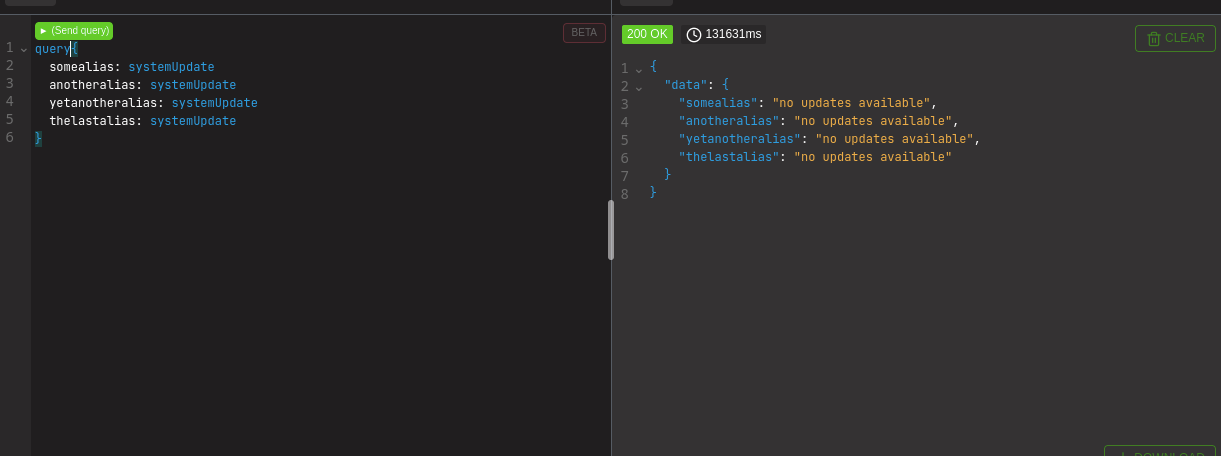 ▶ (Send query)
BETA
1 query{
2 somealias: systemUpdate
3 anotheralias: systemUpdate
4 yetanotheralias: systemUpdate
5 thelastalias: systemUpdate
6 }
200 OK 131631ms
CLEAR
1 {
2 "data": {
3 "somealias": "no updates available",
4 "anotheralias": "no updates available",
5 "yetanotheralias": "no updates available",
6 "thelastalias": "no updates available"
7 }
8 }
DOWNLOAD